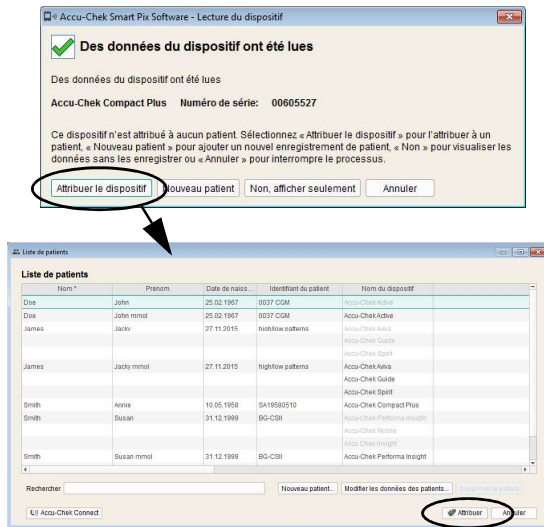 Accu-Chek Smart Pix Software - Lecture du dispositif
Des données du dispositif ont été lues
Des données du dispositif ont été lues
Accu-Chek Compact Plus Numéro de série: 00605527
Ce dispositif n'est attribué à aucun patient. Sélectionnez « Attribuer le dispositif » pour l'attribuer à un
patient, « Nouveau patient » pour ajouter un nouvel enregistrement de patient, « Non » pour visualiser les
données sans les enregistrer ou « Annuler » pour interrompre le processus.
Attribuer le dispositif Nouveau patient Non, afficher seulement Annuler
Liste de patients
Liste de patients
Nom * Prénom Date de naiss... Identifiant du patient Nom du dispositif
Doe John 25.02.1967 0037 CGM Accu-Chek Active
Doe John mmol 25.02.1967 0037 CGM Accu-Chek Active
James Jacky 27.11.2015 high/low patterns Accu-Chek Aviva
Accu-Chek Guide
Accu-Chek Spirit
James Jacky mmol 27.11.2015 high/low patterns Accu-Chek Aviva
Accu-Chek Guide
Accu-Chek Spirit
Smith Annie 10.05.1958 SA19580510 Accu-Chek Compact Plus
Smith Susan 31.12.1999 BG-CSII Accu-Chek Performa Insight
Accu-Chek Mobile
Accu-Chek Insight
Smith Susan mmol 31.12.1999 BG-CSII Accu-Chek Performa Insight
Rechercher Nouveau patient... Modifier les données des patients... Supprimer le patient
Accu-Chek Connect Attribuer Annuler